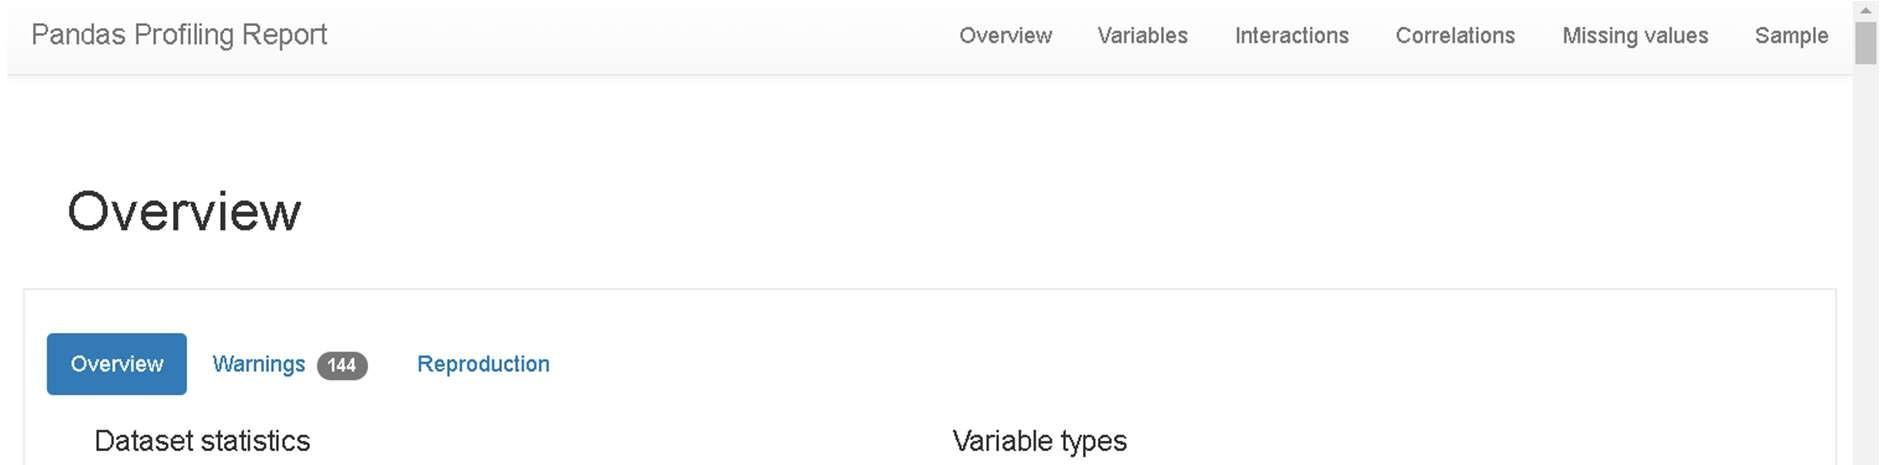 Pandas Profiling Report Overview Variables Interactions Correlations Missing values Sample
Overview
Overview Warnings 144 Reproduction
Dataset statistics Variable types